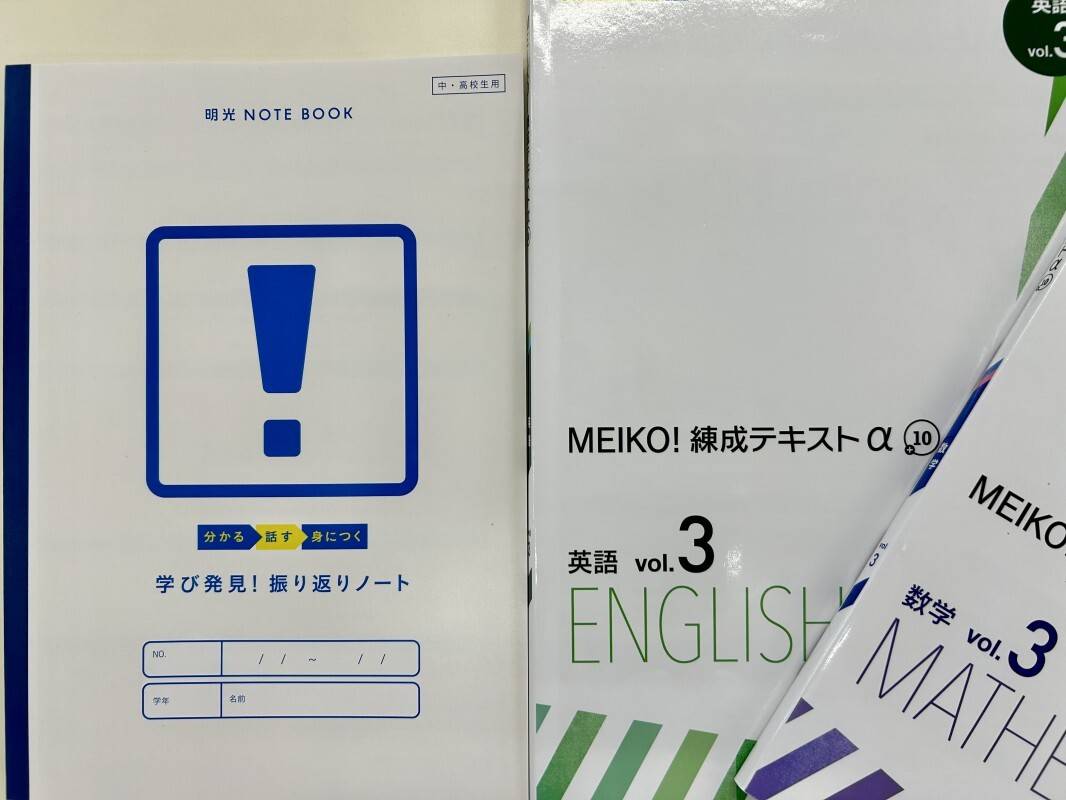 中・高校生用
明光 NOTE BOOK
分かる 話す 身につく
学び発見！振り返りノート
NO. / / ~ / /
学年 名前
英語
vol.3
MEIKO! 練成テキスト α +10
英語 vol.3
ENGLISH
α
数学
3
MEIKO!
数学 vol.3
MATHE